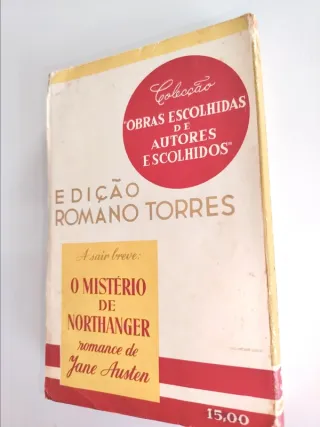 Colecção
"OBRAS ESCOLHIDAS
DE
AUTORES
ESCOLHIDOS"
EDIÇÃO
ROMANO TORRES
A sair breve:
O MISTÉRIO
DE
NORTHANGER
romance de
Jane Austen
15,00